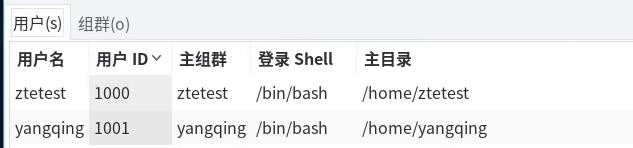 用户(s) 组群(o)
用户名 用户 ID 主组群 登录 Shell 主目录
ztetest 1000 ztetest /bin/bash /home/ztetest
yangqing 1001 yangqing /bin/bash /home/yangqing